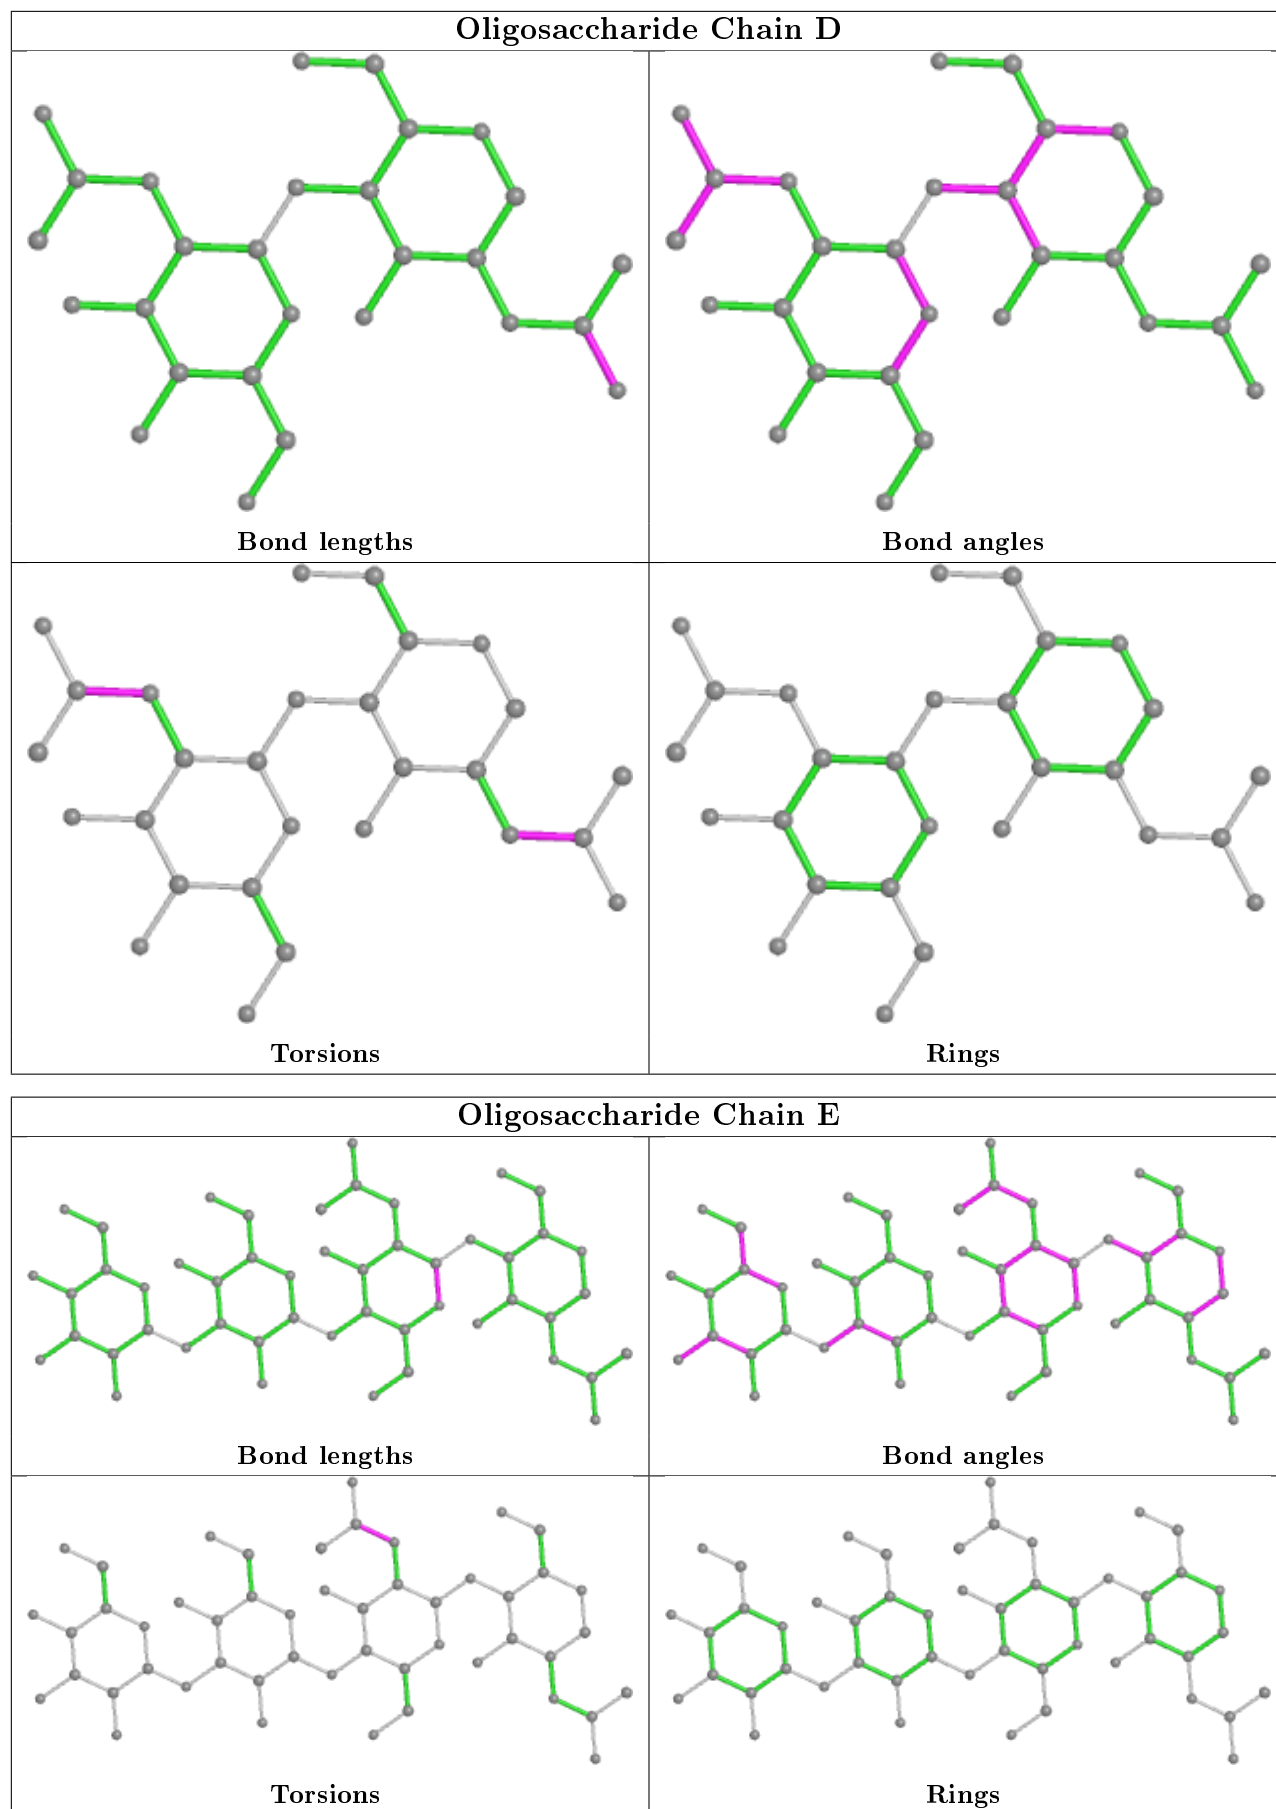 Oligosaccharide Chain D
Bond lengths
Bond angles
Torsions
Rings
Oligosaccharide Chain E
Bond lengths
Bond angles
Torsions
Rings